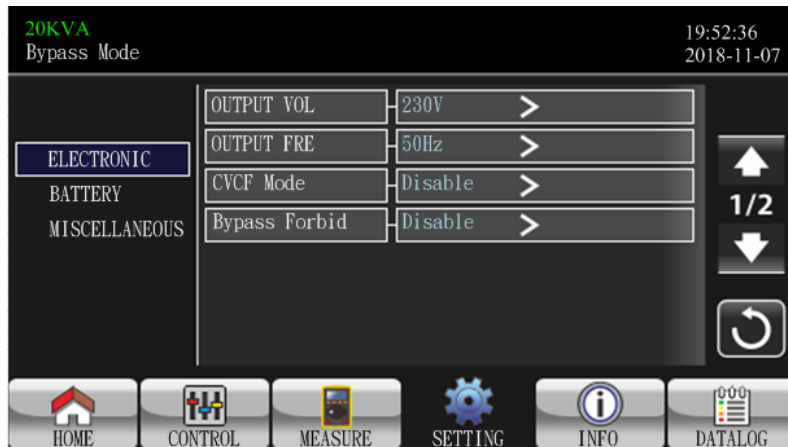 20KVA
Bypass Mode
19:52:36
2018-11-07
ELECTRONIC
BATTERY
MISCELLANEOUS
OUTPUT VOL 230V >
OUTPUT FRE 50Hz >
CVCF Mode Disable >
Bypass Forbid Disable >
1/2
HOME CONTROL MEASURE SETTING INFO DATALOG